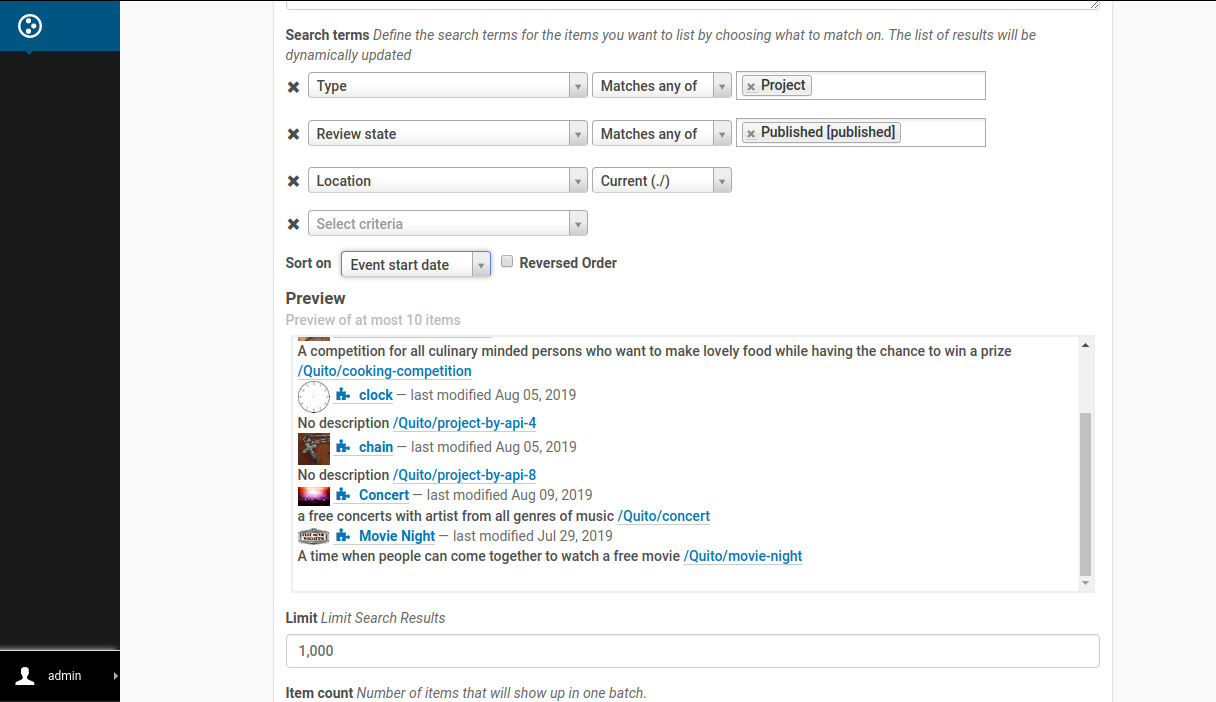 Search terms Define the search terms for the items you want to list by choosing what to match on. The list of results will be
dynamically updated
Type Matches any of Project
Review state Matches any of Published [published]
Location Current (./)
Select criteria
Sort on Event start date Reversed Order
Preview
Preview of at most 10 items
A competition for all culinary minded persons who want to make lovely food while having the chance to win a prize
/Quito/cooking-competition
clock — last modified Aug 05, 2019
No description /Quito/project-by-api-4
chain — last modified Aug 05, 2019
No description /Quito/project-by-api-8
Concert — last modified Aug 09, 2019
a free concerts with artist from all genres of music /Quito/concert
Movie Night — last modified Jul 29, 2019
A time when people can come together to watch a free movie /Quito/movie-night
Limit Limit Search Results
1,000
admin
Item count Number of items that will show up in one batch.